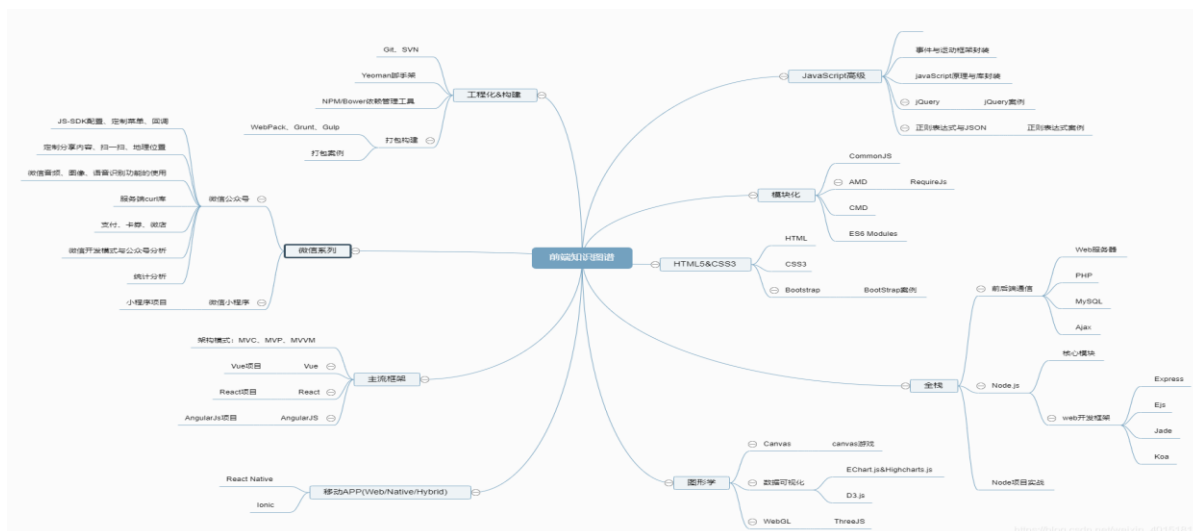 前端知识图谱
工程化&构建
Git、SVN
Yeoman脚手架
NPM/Bower依赖管理工具
打包构建
WebPack、Grunt、Gulp
打包案例
微信系列
微信公众号
JS-SDK配置、定制菜单、回调
定制分享内容、扫一扫、地理位置
微信音频、图像、语音识别功能的使用
服务端curl库
支付、卡券、微店
微信开发模式与公众号分析
统计分析
微信小程序
小程序项目
主流框架
架构模式：MVC、MVP、MVVM
Vue
Vue项目
React
React项目
AngularJS
AngularJs项目
移动APP(Web/Native/Hybrid)
React Native
Ionic
JavaScript高级
事件与运动框架封装
javaScript原理与库封装
jQuery
jQuery案例
正则表达式与JSON
正则表达式案例
模块化
CommonJS
AMD
RequireJs
CMD
ES6 Modules
HTML5&CSS3
HTML
CSS3
Bootstrap
BootStrap案例
全栈
前后端通信
Web服务器
PHP
MySQL
Ajax
Node.js
核心模块
web开发框架
Express
Ejs
Jade
Koa
Node项目实战
图形学
Canvas
canvas游戏
数据可视化
EChart.js&Highcharts.js
D3.js
WebGL
ThreeJS